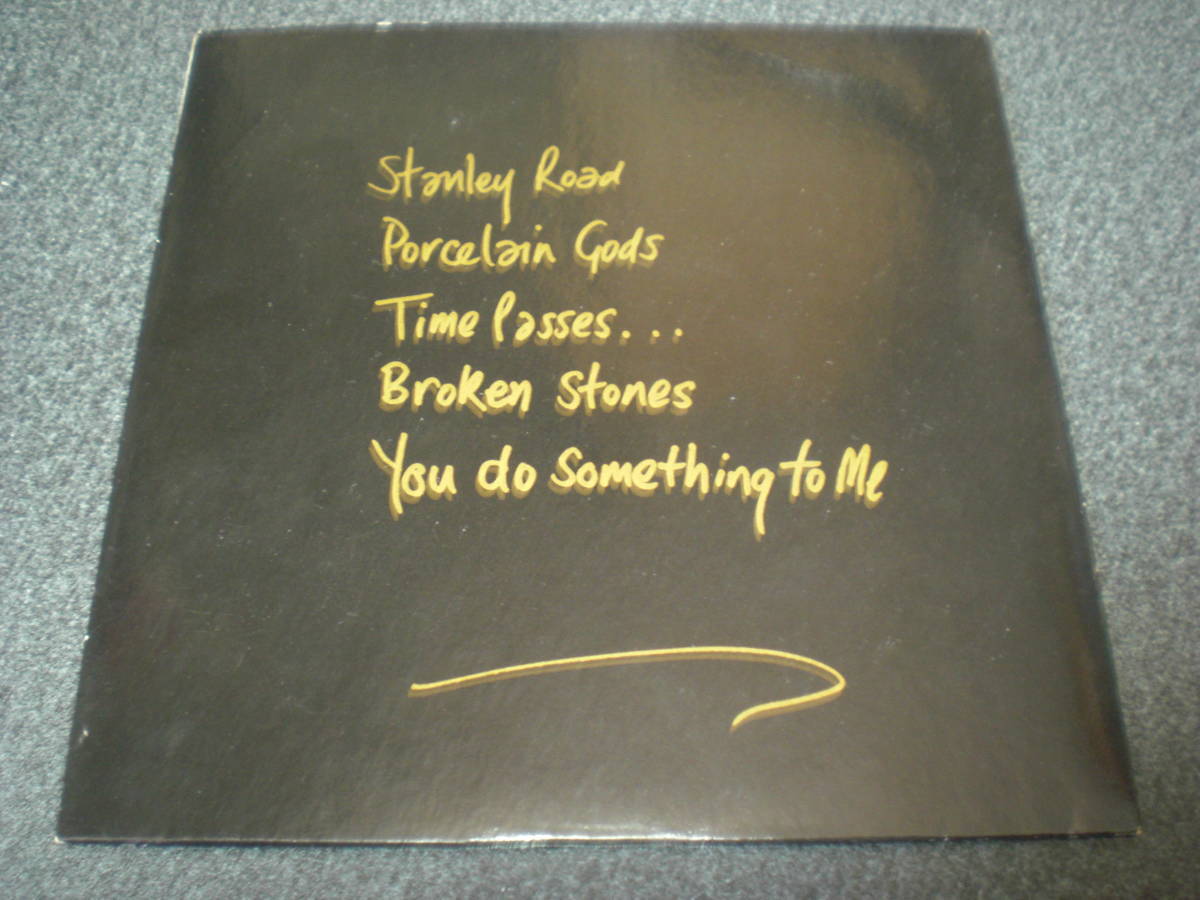 Stanley Road
Porcelain Gods
Time Passes...
Broken Stones
You do Something to Me